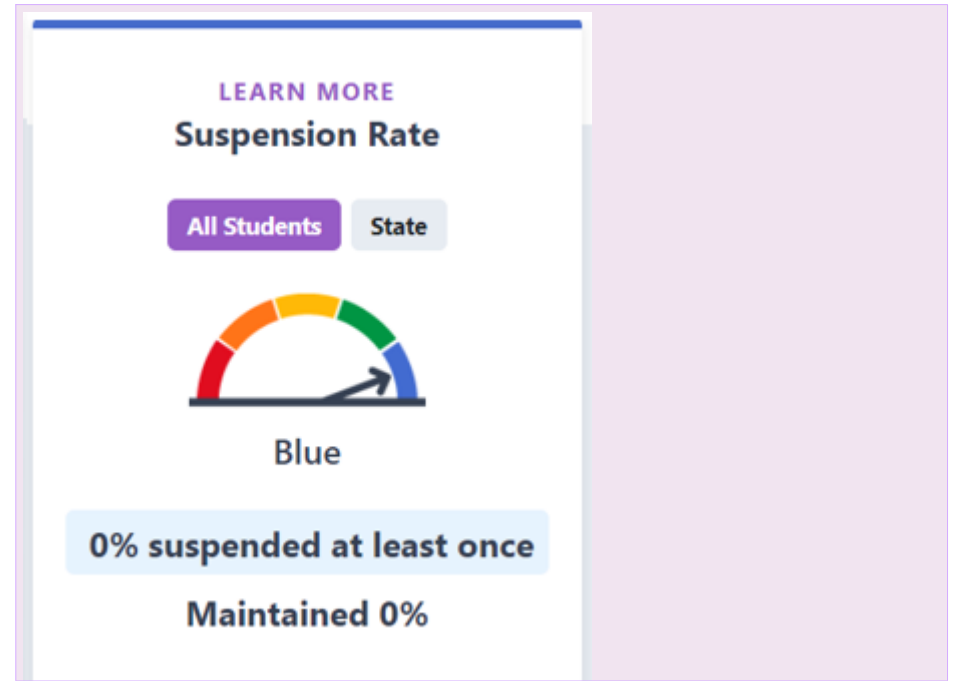 LEARN MORE
Suspension Rate
All Students State
Blue
0% suspended at least once
Maintained 0%